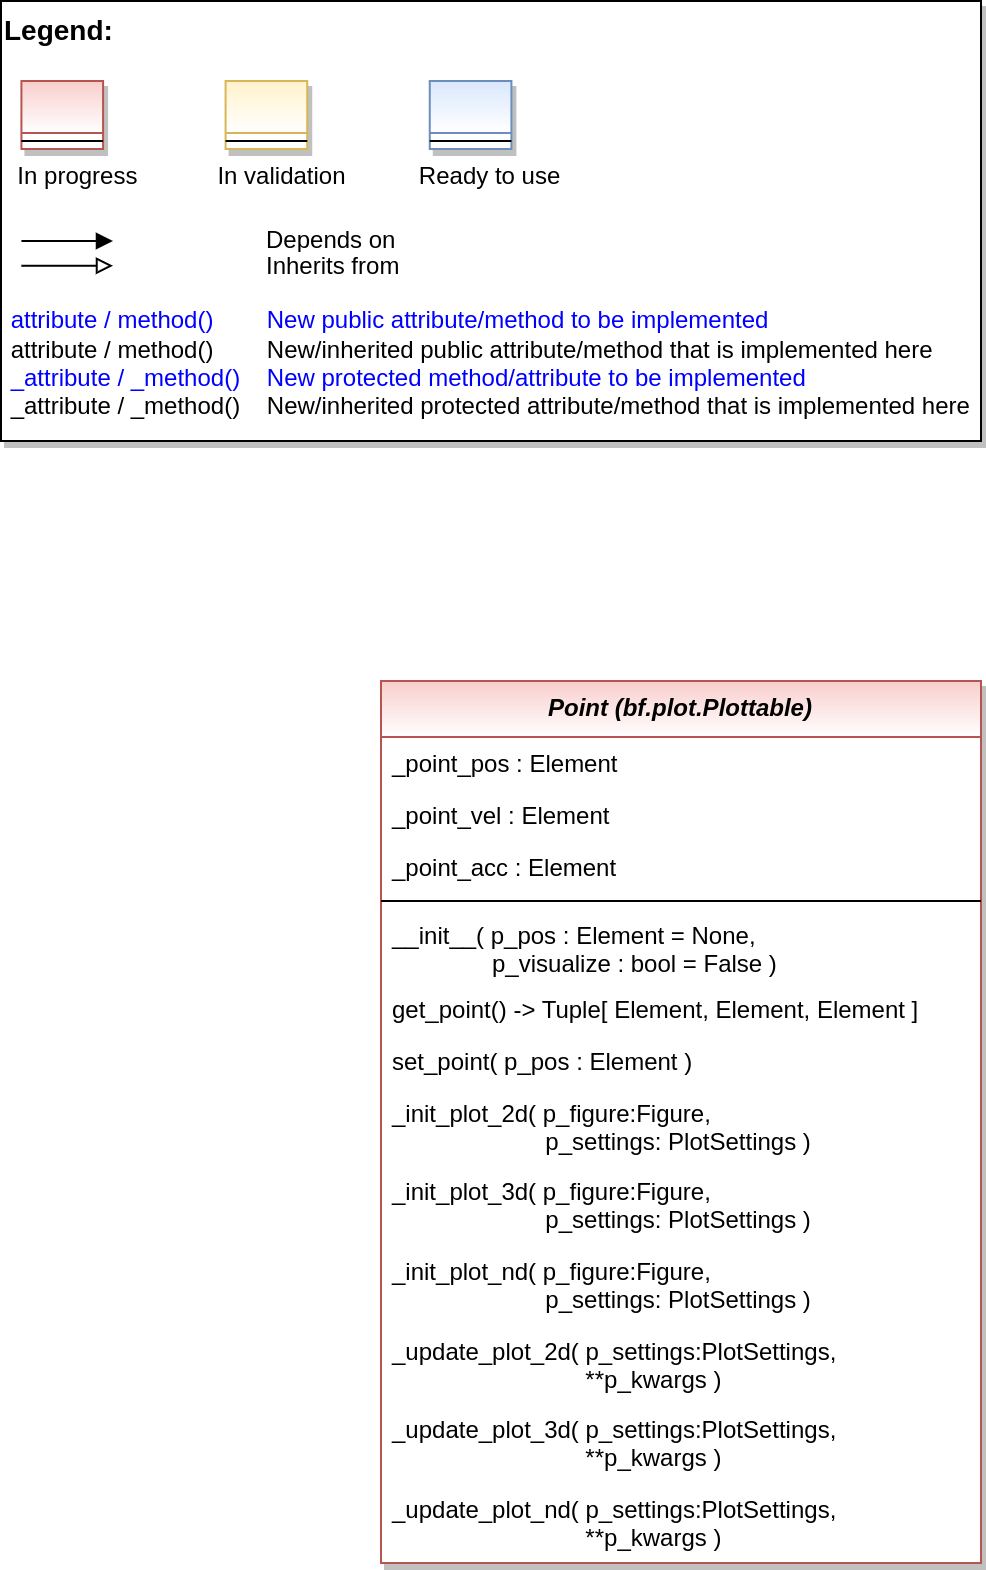 Legend:
In progress In validation Ready to use
Depends on
Inherits from
attribute / method() New public attribute/method to be implemented
attribute / method() New/inherited public attribute/method that is implemented here
_attribute / _method() New protected method/attribute to be implemented
_attribute / _method() New/inherited protected attribute/method that is implemented here
Point (bf.plot.Plottable)
_point_pos : Element
_point_vel : Element
_point_acc : Element
__init__( p_pos : Element = None,
p_visualize : bool = False )
get_point() -> Tuple[ Element, Element, Element ]
set_point( p_pos : Element )
_init_plot_2d( p_figure:Figure,
p_settings: PlotSettings )
_init_plot_3d( p_figure:Figure,
p_settings: PlotSettings )
_init_plot_nd( p_figure:Figure,
p_settings: PlotSettings )
_update_plot_2d( p_settings:PlotSettings,
**p_kwargs )
_update_plot_3d( p_settings:PlotSettings,
**p_kwargs )
_update_plot_nd( p_settings:PlotSettings,
**p_kwargs )